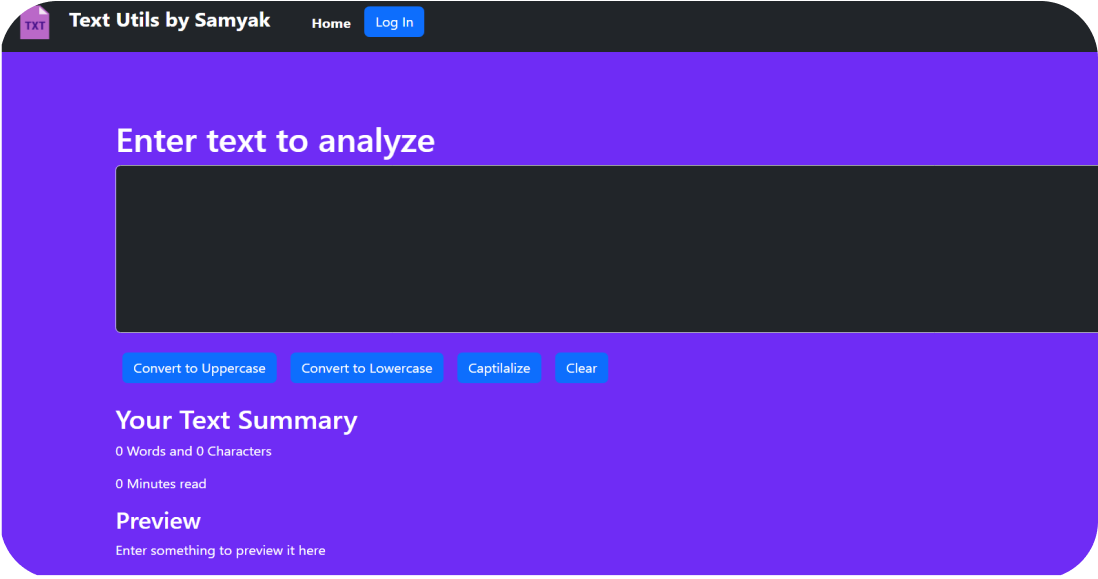 TXT Text Utils by Samyak Home Log In
Enter text to analyze
Convert to Uppercase Convert to Lowercase Captilalize Clear
Your Text Summary
0 Words and 0 Characters
0 Minutes read
Preview
Enter something to preview it here